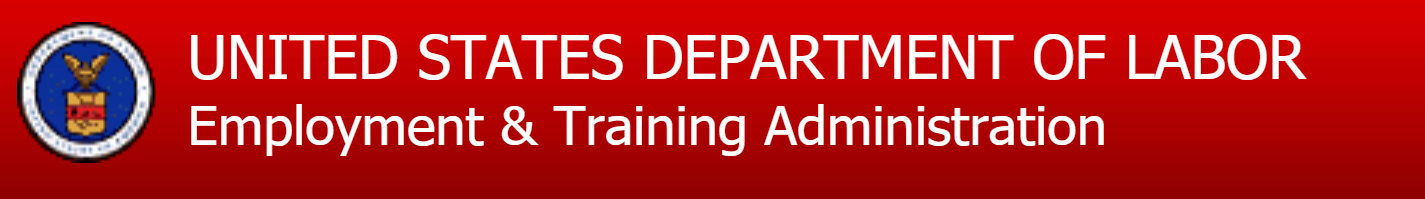 UNITED STATES DEPARTMENT OF LABOR
Employment & Training Administration